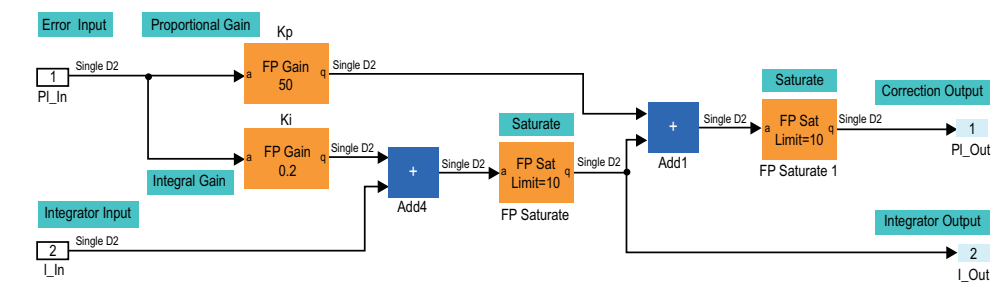 Error Input
Proportional Gain
Kp
1
PI_In
Single D2
a
FP Gain
50
q
Single D2
Ki
a
FP Gain
0.2
q
Single D2
Integral Gain
Integrator Input
2
I_In
Single D2
+
Add4
Single D2
Saturate
a
FP Sat
Limit=10
q
FP Saturate
Single D2
+
Add1
Single D2
Saturate
a
FP Sat
Limit=10
q
FP Saturate 1
Single D2
Correction Output
1
PI_Out
Integrator Output
2
I_Out